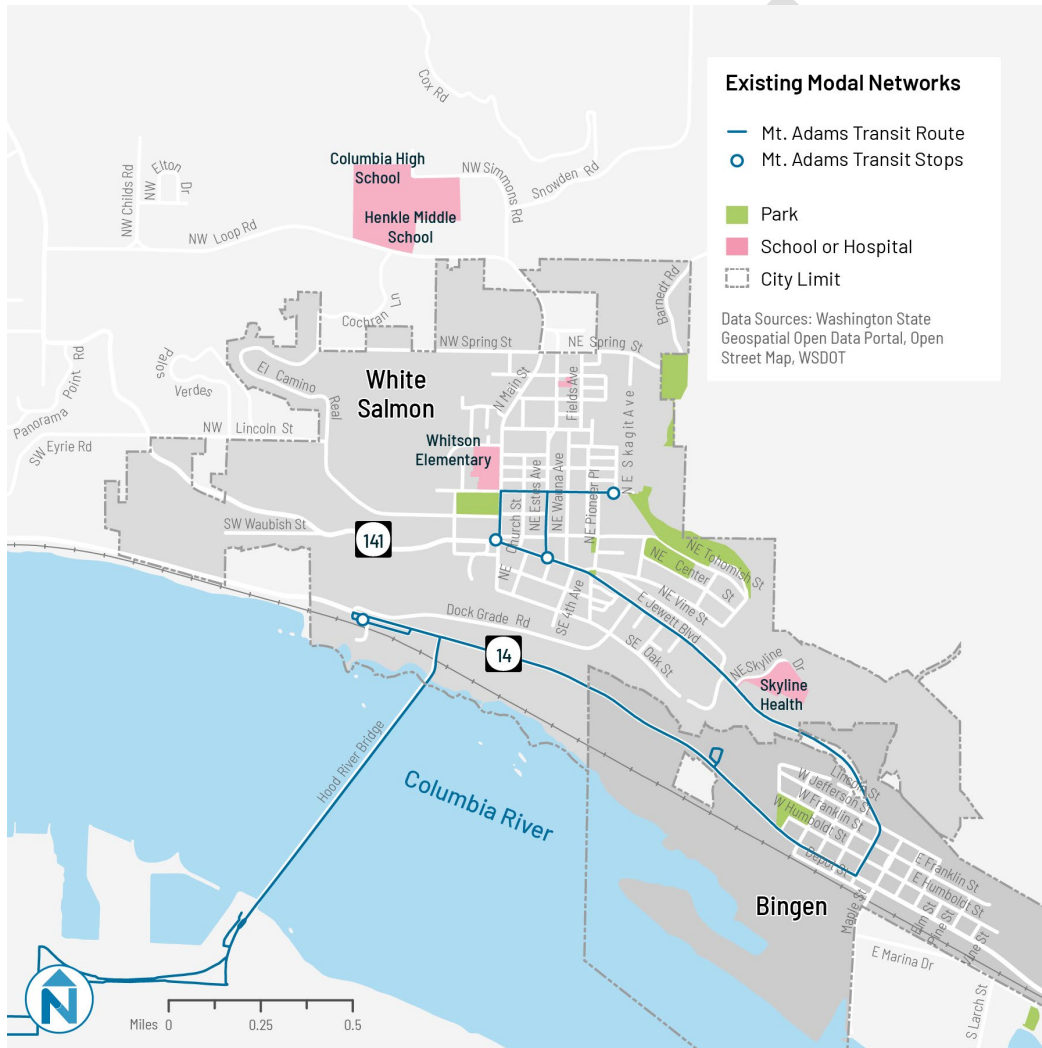 Existing Modal Networks
Mt. Adams Transit Route
Mt. Adams Transit Stops
Park
School or Hospital
City Limit
Data Sources: Washington State
Geospatial Open Data Portal, Open
Street Map, WSDOT
Cox Rd
Columbia High
School
NW Simmons Rd
Snowden Rd
NW Elton Dr
NW Childs Rd
Henkle Middle
School
NW Loop Rd
Barnedt Rd
Cochran Ln
NW Spring St
NE Spring St
El Camino Real
White
Salmon
N Main St
Fields Ave
Panorama Point Rd
Palos Verdes
NW Lincoln St
SW Eyrie Rd
Whitson
Elementary
NE Skagit Ave
NE Estes Ave
NE Wauna Ave
NE Pioneer Pl
NE Church St
SW Waubish St
141
NE Tohomish St
NE Center St
NE Vine St
E Jewett Blvd
SE 4th Ave
Dock Grade Rd
SE Oak St
14
NE Skyline Dr
Skyline
Health
Hood River Bridge
Columbia River
Lincoln St
W Jefferson St
W Franklin St
W Humboldt St
Depot St
E Franklin St
E Humboldt St
Bingen
Maple St
Elm St
Pine St
E Marina Dr
S Larch St
N
Miles 0 0.25 0.5